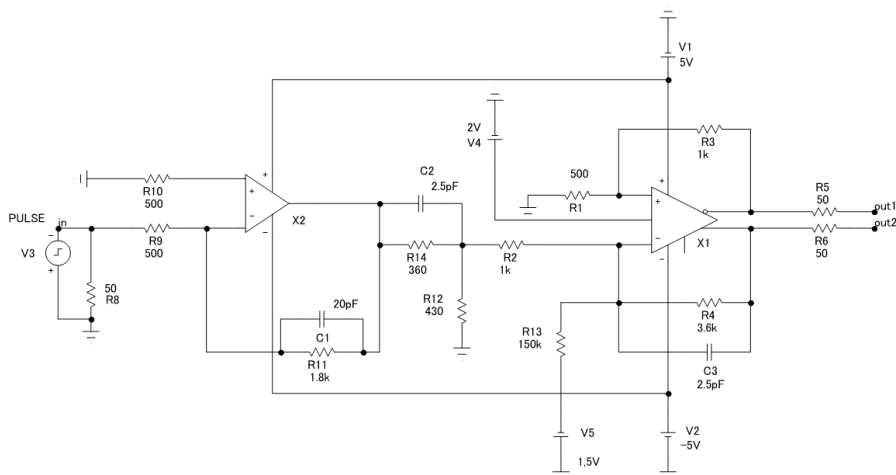 V1
5V
2V
V4
R3
1k
C2
2.5pF
500
R1
R10
500
+
+
−
−
X2
+
+
−
−
X1
R5
50
out1
out2
R6
50
PULSE
in
−
V3
+
R9
500
50
R8
R14
360
R2
1k
R12
430
20pF
C1
R11
1.8k
R13
150k
R4
3.6k
C3
2.5pF
V5
1,5V
V2
-5V